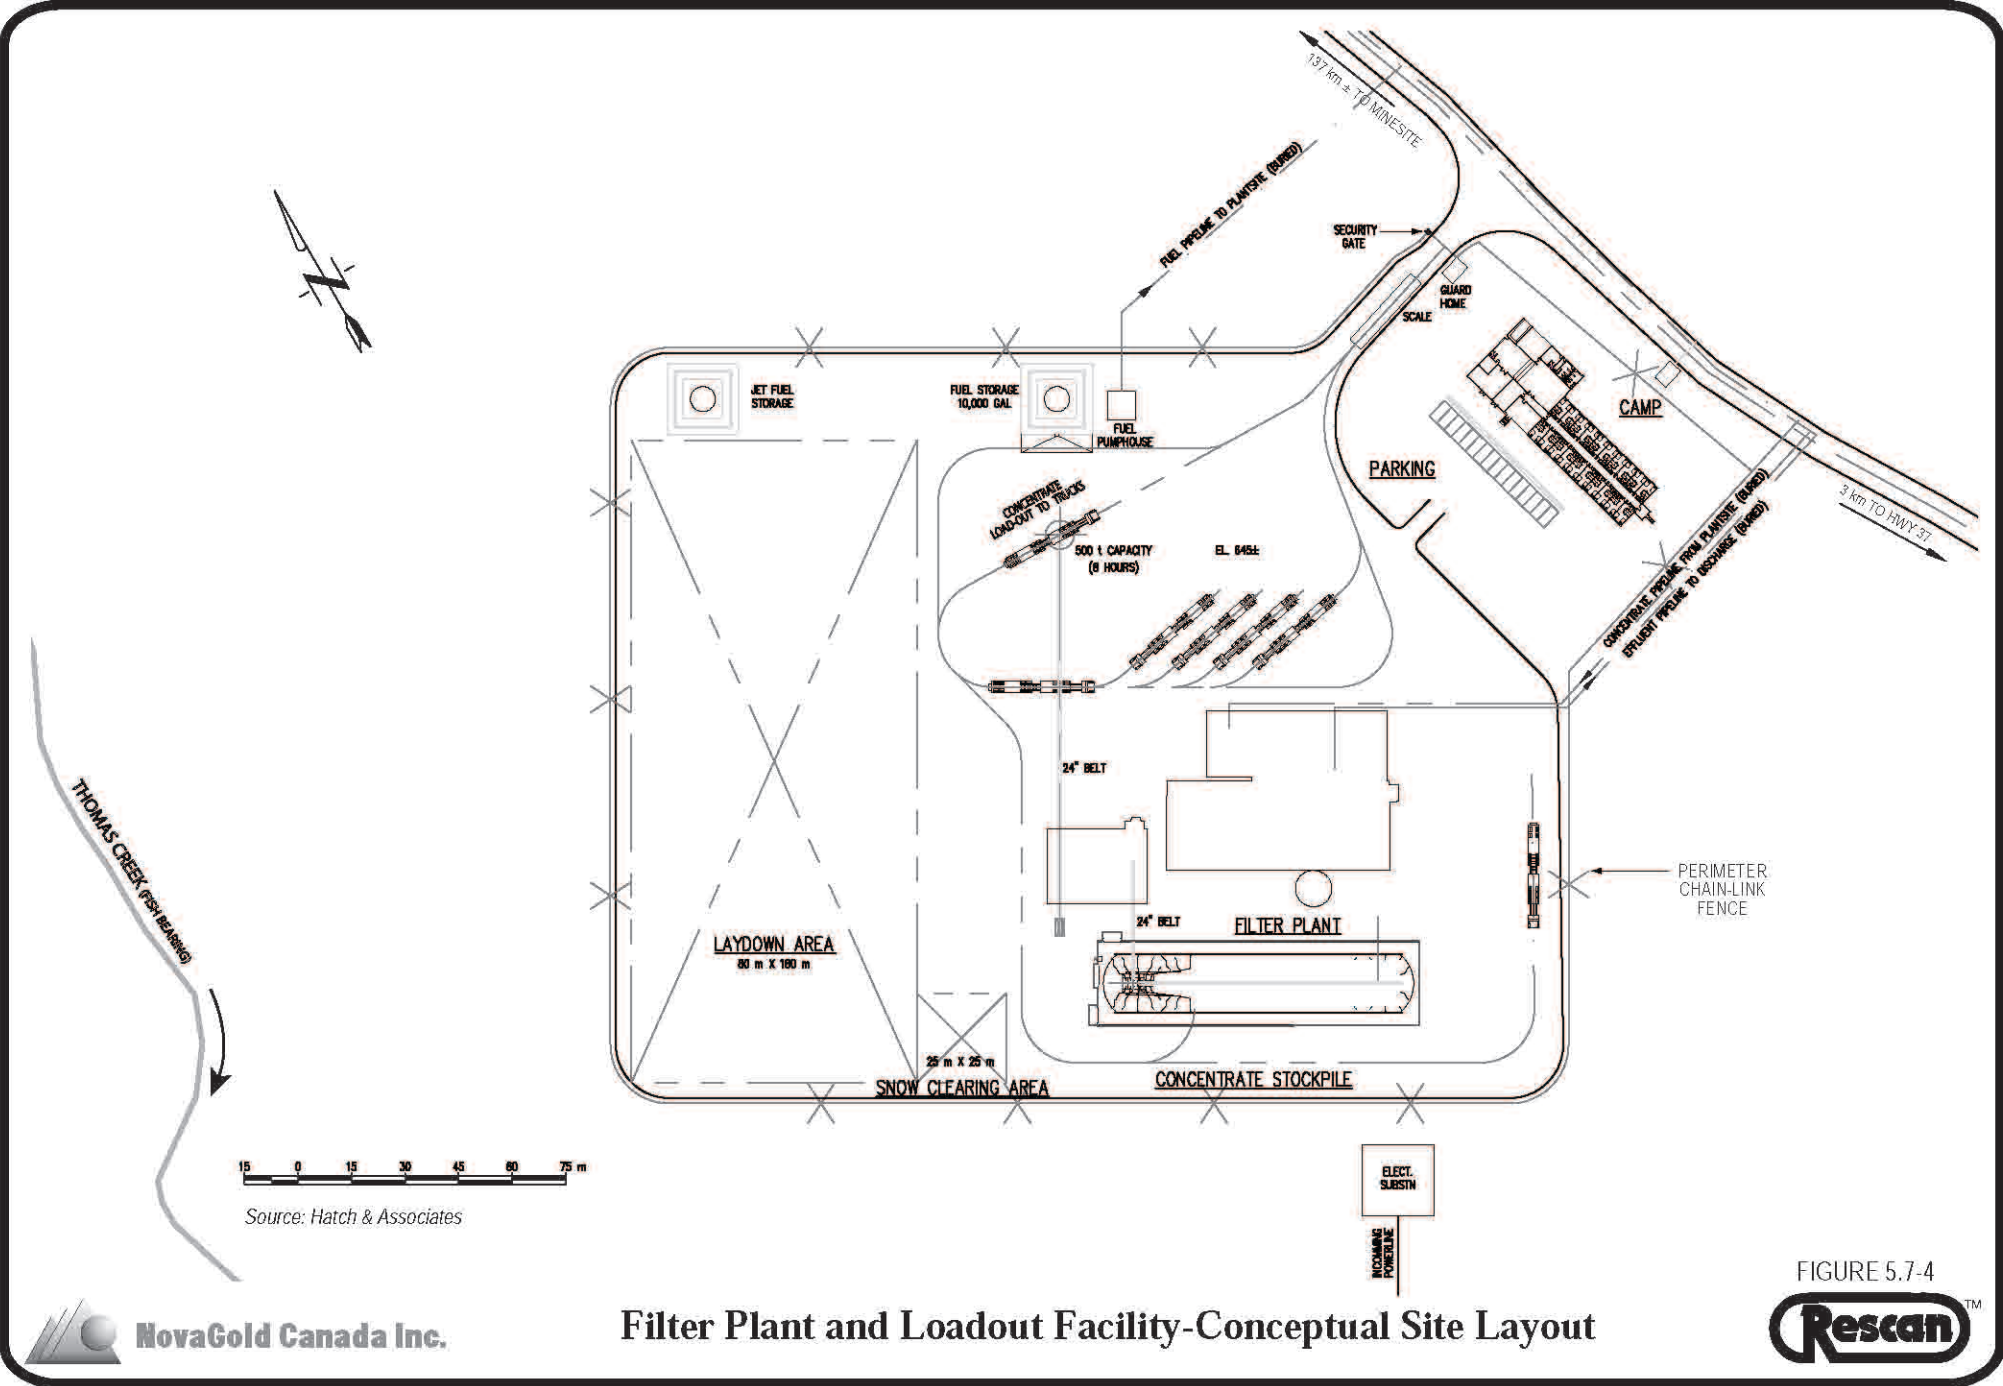 137 km ± TO MINESITE
FUEL PIPELINE TO PLANTSITE (BURIED)
SECURITY
GATE
GUARD
HOME
SCALE
JET FUEL
STORAGE
FUEL STORAGE
10,000 GAL
FUEL
PUMPHOUSE
CAMP
PARKING
CONCENTRATE
LOAD-OUT TO TRUCKS
500 t CAPACITY
(8 HOURS)
EL. 645±
3 km TO HWY 37
CONCENTRATE PIPELINE FROM PLANTSITE (BURIED)
EFFLUENT PIPELINE TO DISCHARGE (BURIED)
24" BELT
THOMAS CREEK (FISH BEARING)
PERIMETER
CHAIN-LINK
FENCE
24" BELT
FILTER PLANT
LAYDOWN AREA
80 m X 180 m
25 m X 25 m
SNOW CLEARING AREA
CONCENTRATE STOCKPILE
15 0 15 30 45 60 75 m
Source: Hatch & Associates
ELECT.
SUBSTN
INCOMMING
POWERLINE
FIGURE 5.7-4
NovaGold Canada Inc.
Filter Plant and Loadout Facility-Conceptual Site Layout
Rescan TM
N